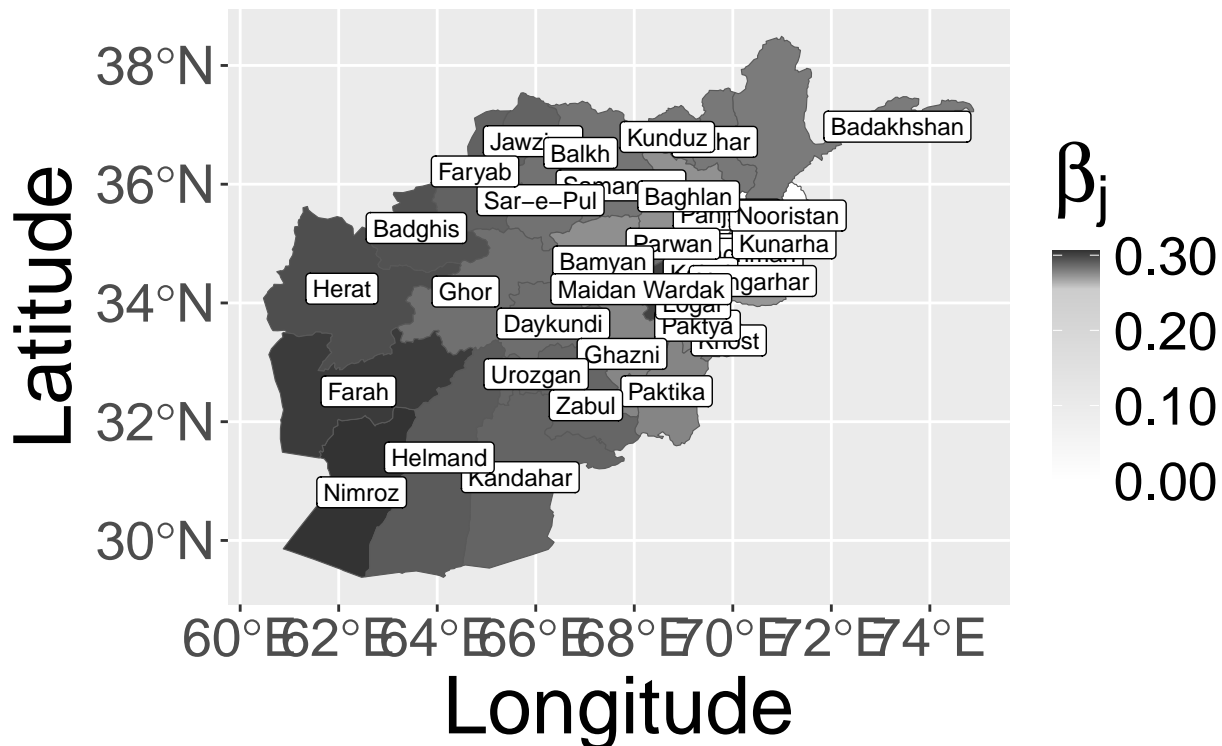 38°N
36°N
34°N
32°N
30°N
Latitude
60°E
62°E
64°E
66°E
68°E
70°E
72°E
74°E
Longitude
Badakhshan
Kunduz
Balkh
Faryab
Sar−e−Pul
Baghlan
Nooristan
Badghis
Parwan
Kunarha
Bamyan
Herat
Ghor
Maidan Wardak
Logar
Daykundi
Paktya
Khost
Ghazni
Urozgan
Farah
Zabul
Paktika
Helmand
Kandahar
Nimroz
βj
0.30
0.20
0.10
0.00